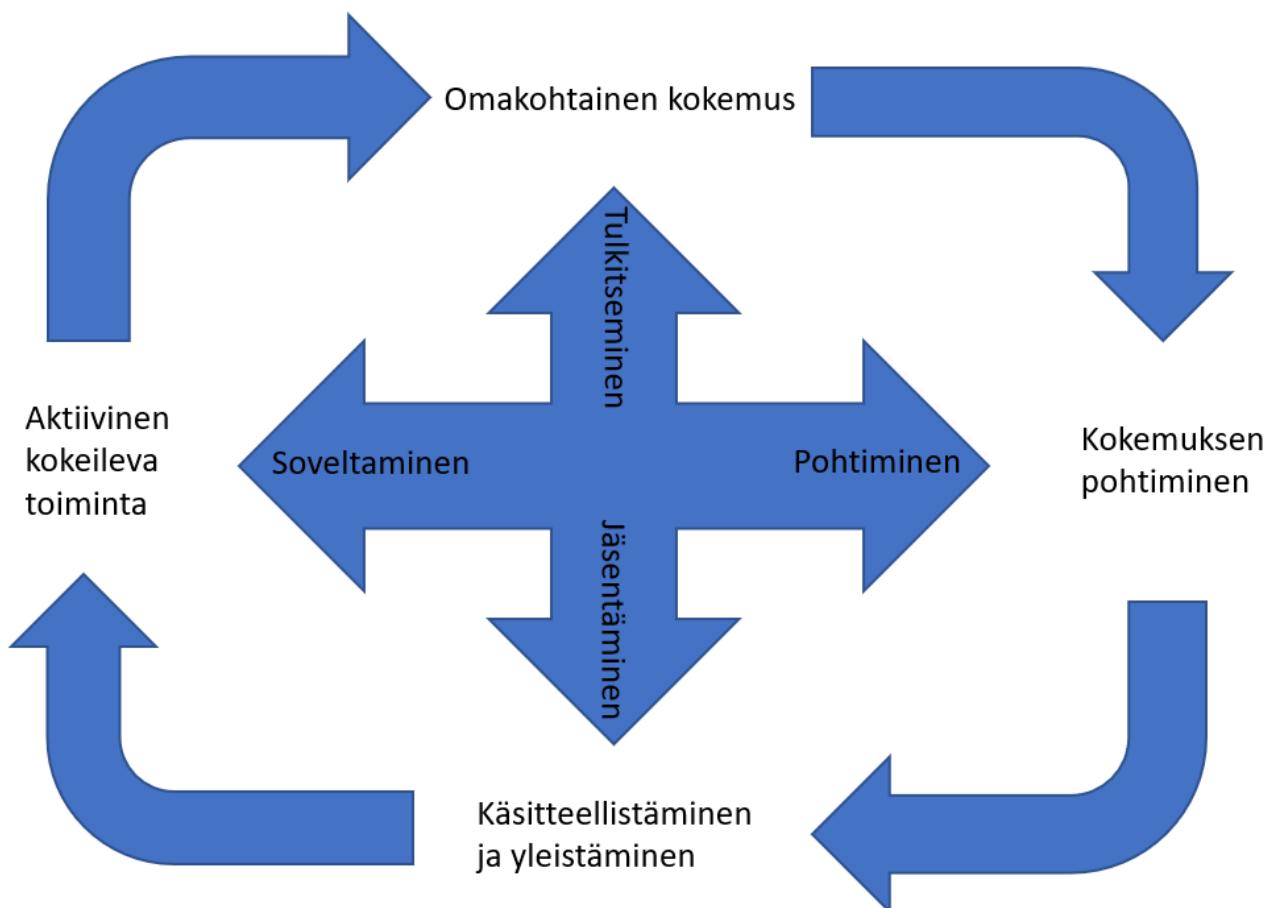 Omakohtainen kokemus
Tulkitseminen
Aktiivinen
kokeileva
toiminta
Soveltaminen
Pohtiminen
Kokemuksen
pohtiminen
Jäsentäminen
Käsitteellistäminen
ja yleistäminen